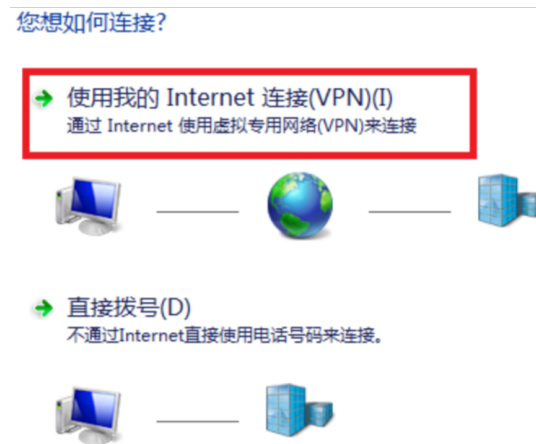 您想如何连接?
使用我的 Internet 连接(VPN)(I)
通过 Internet 使用虚拟专用网络(VPN)来连接
直接拨号(D)
不通过Internet直接使用电话号码来连接。